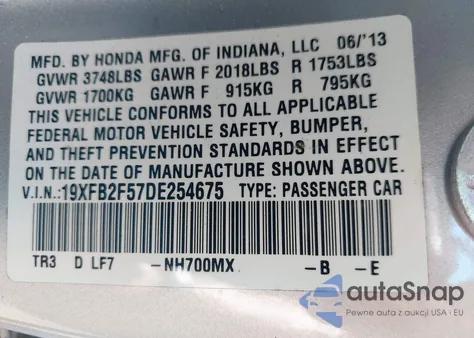 MFD. BY HONDA MFG. OF INDIANA, LLC 06/'13
GVWR 3748LBS GAWR F 2018LBS R 1753LBS
GVWR 1700KG GAWR F 915KG R 795KG
THIS VEHICLE CONFORMS TO ALL APPLICABLE
FEDERAL MOTOR VEHICLE SAFETY, BUMPER,
AND THEFT PREVENTION STANDARDS IN EFFECT
ON THE DATE OF MANUFACTURE SHOWN ABOVE.
V.I.N.:19XFB2F57DE254675 TYPE: PASSENGER CAR
TR3 D LF7 -NH700MX -B -E
autoSnap
Pewne auta z aukcji USA i EU